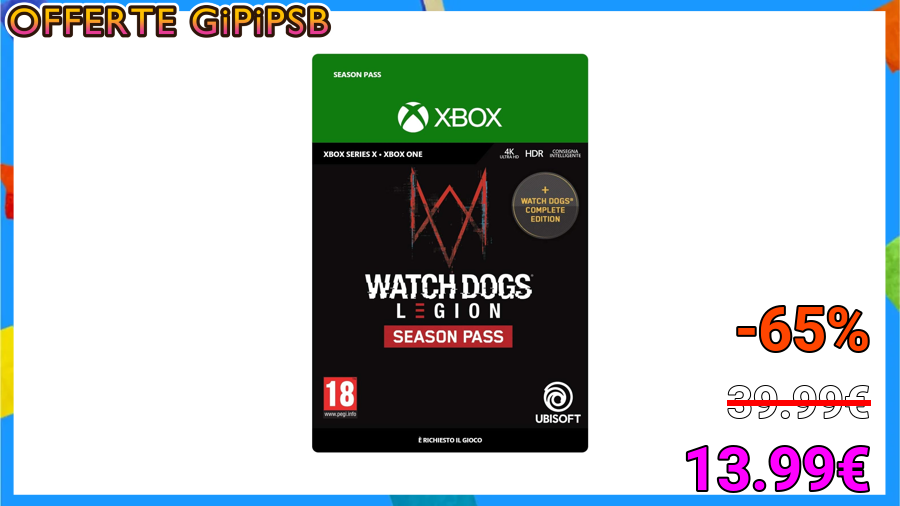 OFFERTE GiPiPSB
SEASON PASS
XBOX
XBOX SERIES X • XBOX ONE
4K
ULTRA HD
HDR
CONSEGNA
INTELLIGENTE
+
WATCH DOGS®
COMPLETE
EDITION
WATCH DOGS
LEGION
SEASON PASS
18
www.pegi.info
UBISOFT
È RICHIESTO IL GIOCO
-65%
39.99€
13.99€